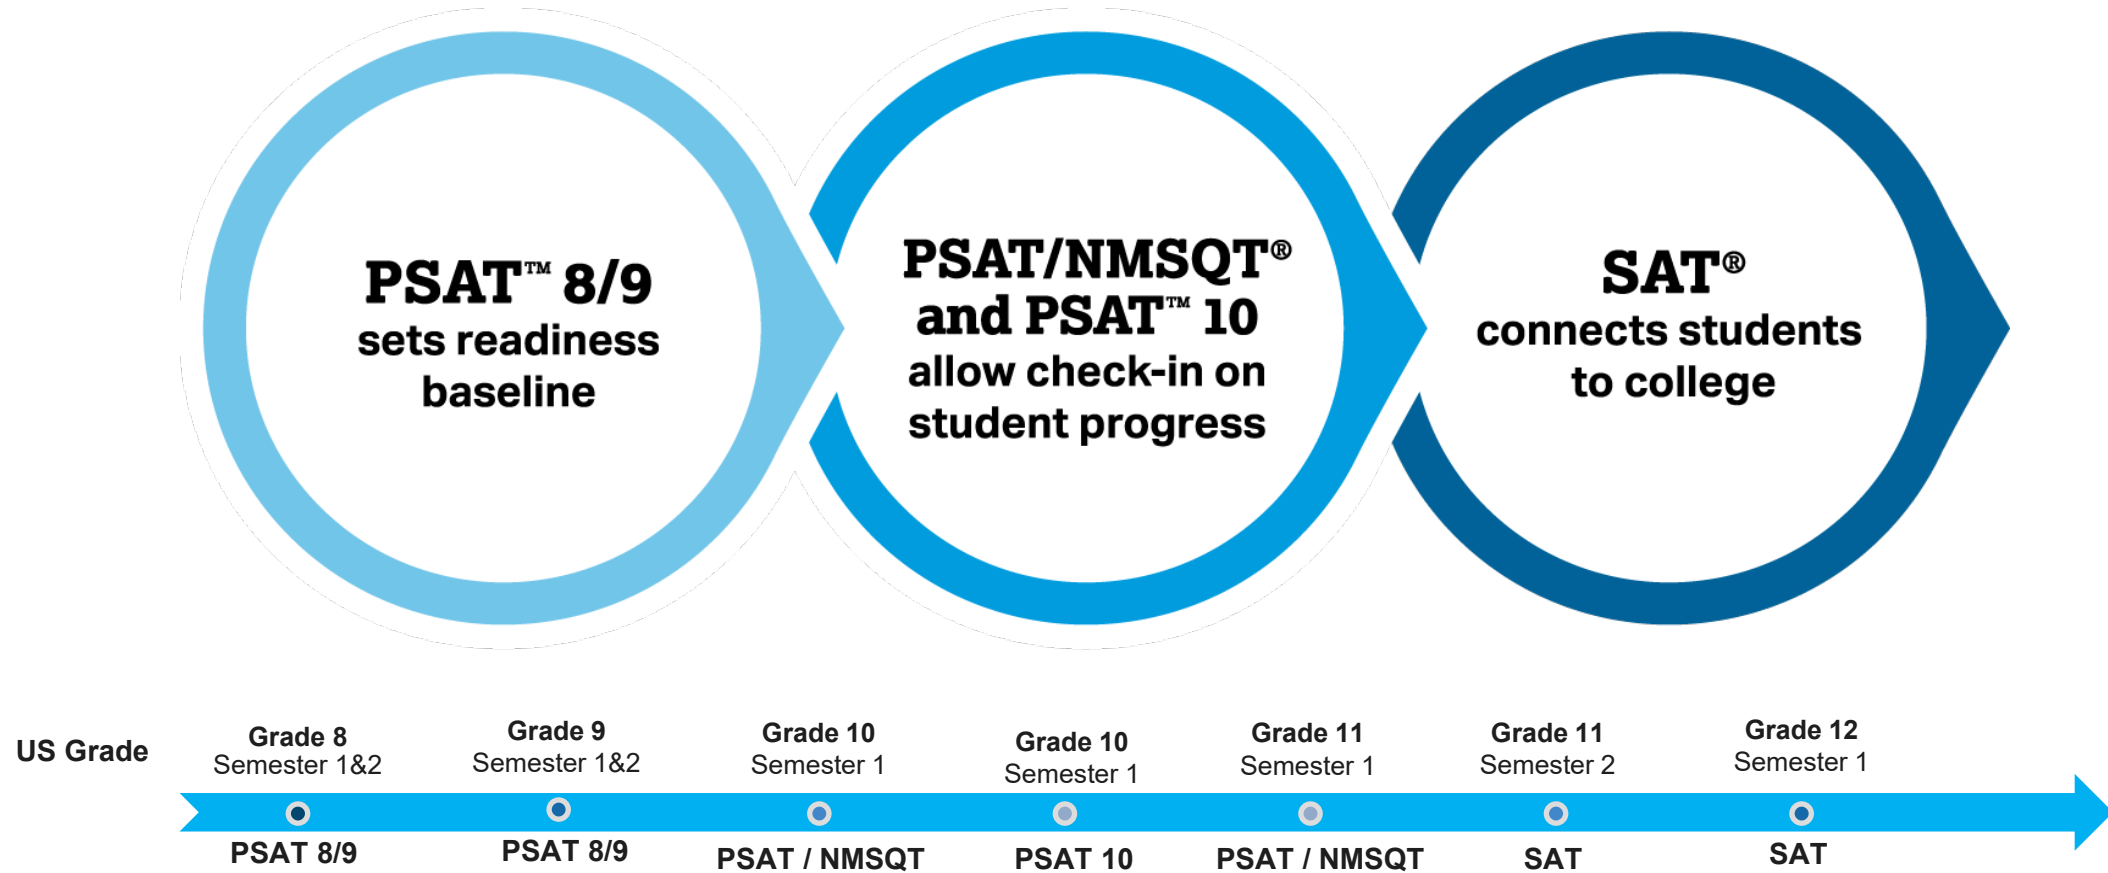 PSAT™ 8/9
sets readiness
baseline
PSAT/NMSQT®
and PSAT™ 10
allow check-in on
student progress
SAT®
connects students
to college
US Grade
Grade 8
Semester 1&2
PSAT 8/9
Grade 9
Semester 1&2
PSAT 8/9
Grade 10
Semester 1
PSAT / NMSQT
Grade 10
Semester 1
PSAT 10
Grade 11
Semester 1
PSAT / NMSQT
Grade 11
Semester 2
SAT
Grade 12
Semester 1
SAT